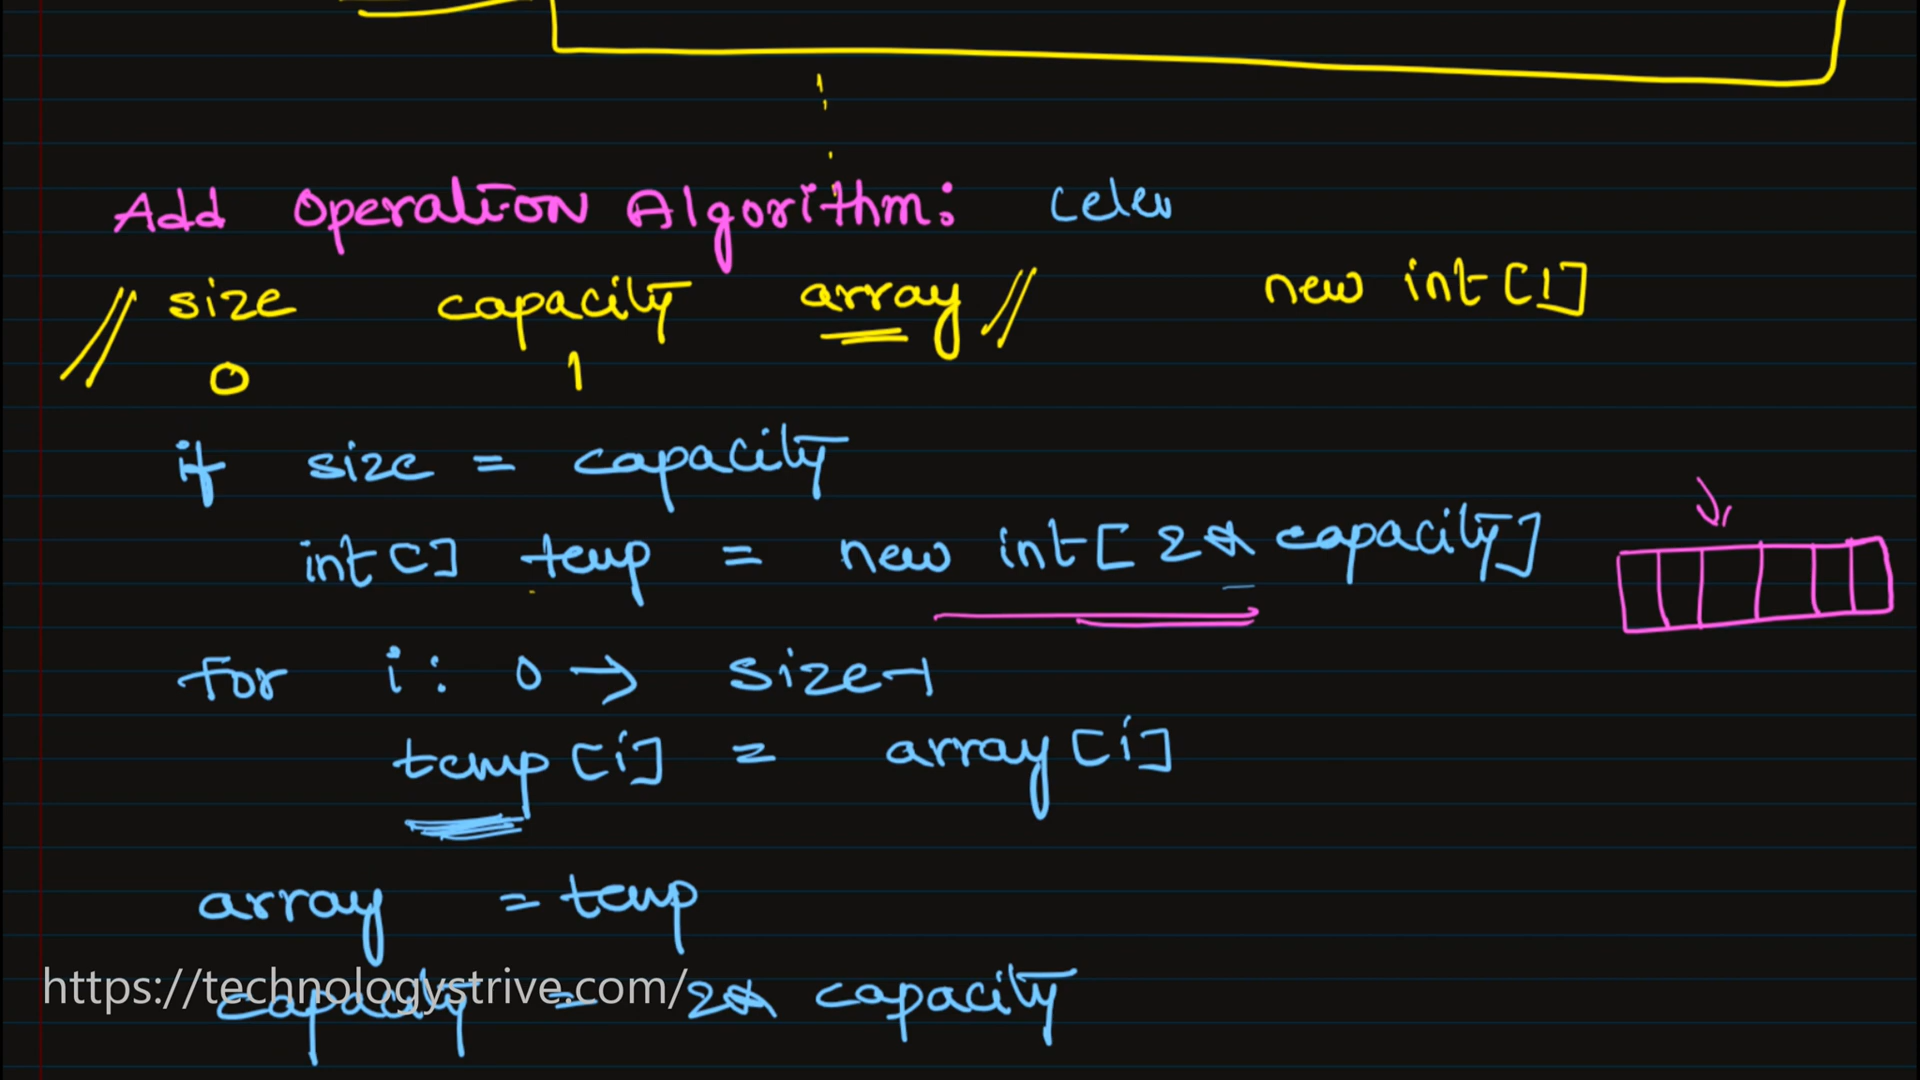 Add Operation Algorithm:
// size capacity array // new int[1]
0 1
if size = capacity
int[] temp = new int[2* capacity]
for i: 0 → size-1
temp[i] = array[i]
array = temp
https://technologystrive.com/
capacity = 2* capacity